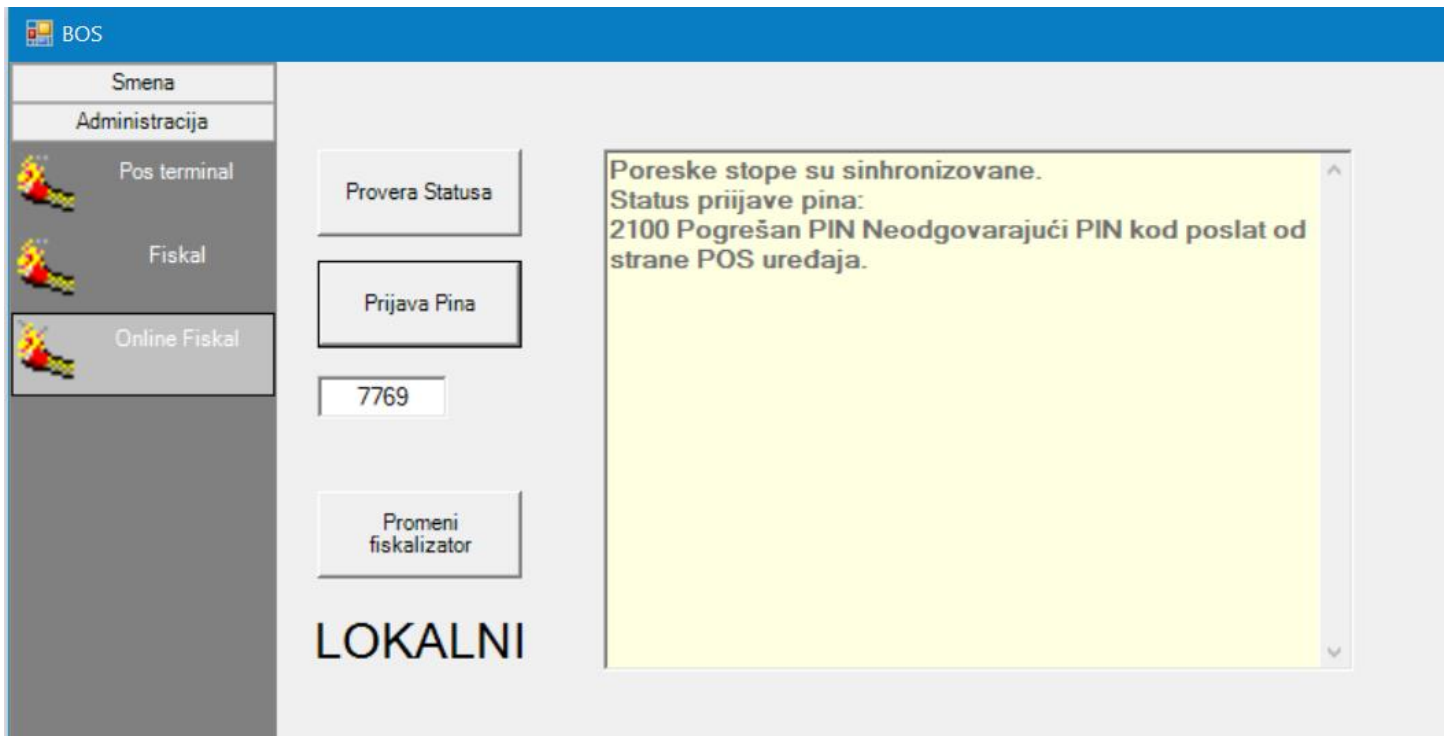 BOS
Smena
Administracija
Pos terminal
Fiskal
Online Fiskal
Provera Statusa
Prijava Pina
7769
Promeni
fiskalizator
LOKALNI
Poreske stope su sinhronizovane.
Status priijave pina:
2100 Pogrešan PIN Neodgovarajući PIN kod poslat od
strane POS uređaja.